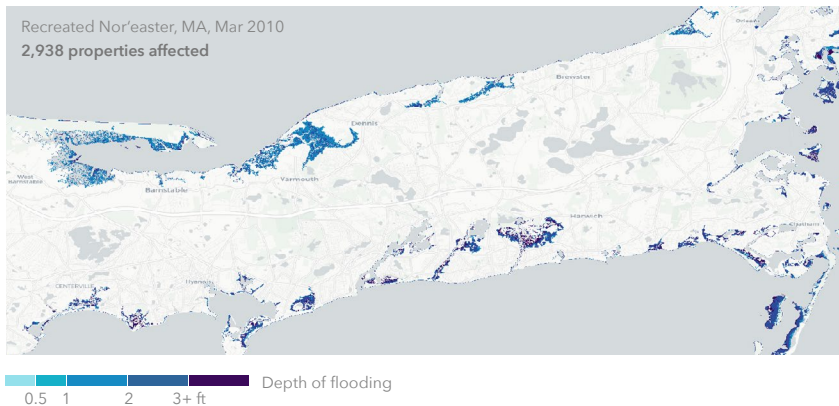 Recreated Nor'easter, MA, Mar 2010
2,938 properties affected
Orleans
Brewster
Dennis
West
Barnstable
Barnstable
Yarmouth
Harwich
Chatham
CENTERVILLE
Hyannis
Depth of flooding
0.5 1 2 3+ ft